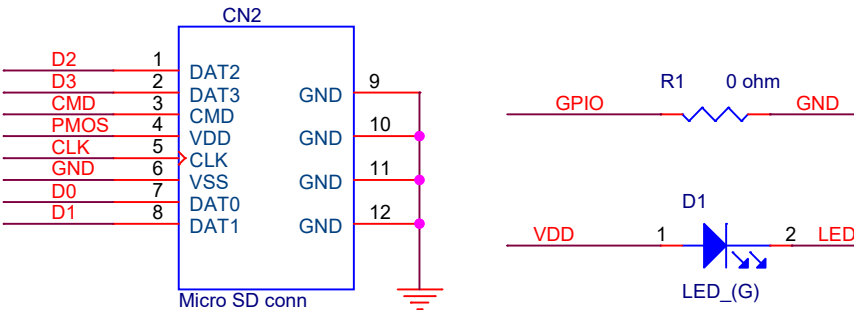 CN2
D2 1 DAT2
D3 2 DAT3 GND 9
CMD 3 CMD
PMOS 4 VDD GND 10
CLK 5 CLK
GND 6 VSS GND 11
D0 7 DAT0
D1 8 DAT1 GND 12
Micro SD conn
R1 0 ohm
GPIO GND
D1
VDD 1 2 LED
LED_(G)